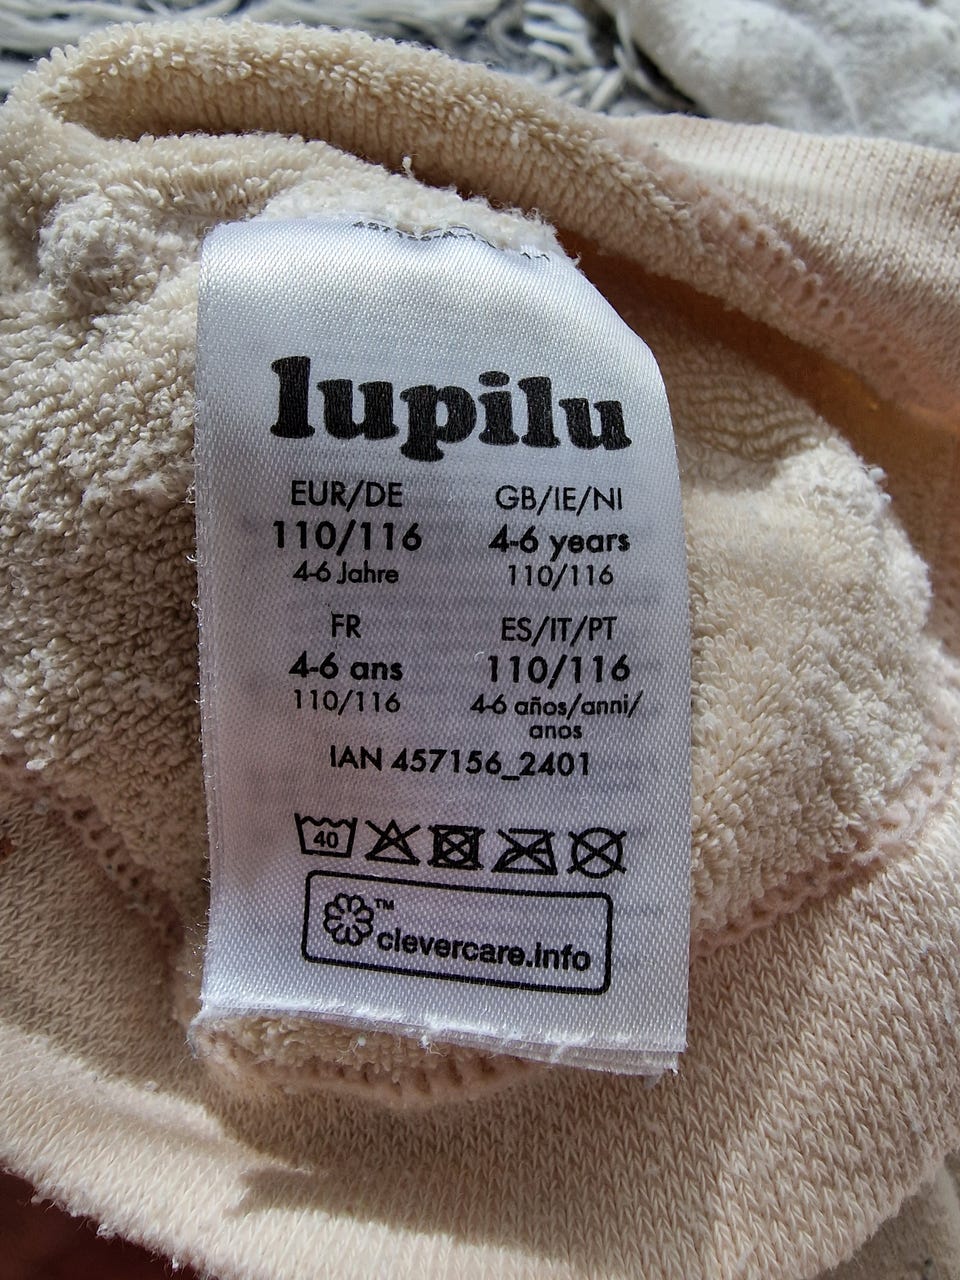 lupilu
EUR/DE
110/116
4-6 Jahre
GB/IE/NI
4-6 years
110/116
FR
4-6 ans
110/116
ES/IT/PT
110/116
4-6 años/anni/
anos
IAN 457156_2401
40
™
clevercare.info